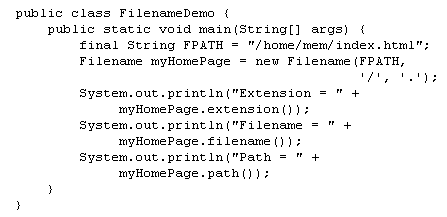 public class FilenameDemo {
    public static void main(String[] args) {
        final String FPATH = "/home/mem/index.html";
        Filename myHomePage = new Filename(FPATH,
                                            '/', '.');
        System.out.println("Extension = " +
             myHomePage.extension());
        System.out.println("Filename = " +
             myHomePage.filename());
        System.out.println("Path = " +
             myHomePage.path());
    }
}